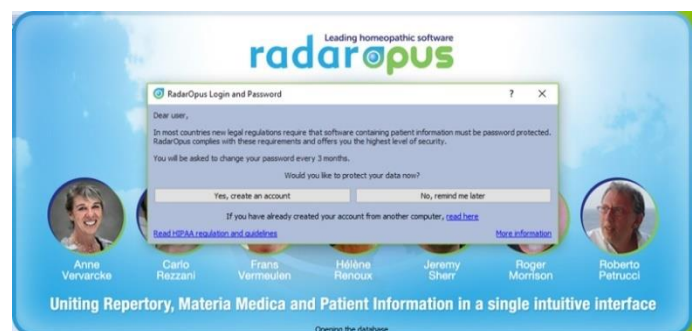 Leading homeopathic software
radaropus
RadarOpus Login and Password
Dear user,
In most countries new legal regulations require that software containing patient information must be password protected.
RadarOpus complies with these requirements and offers you the highest level of security.
You will be asked to change your password every 3 months.
Would you like to protect your data now?
Yes, create an account
No, remind me later
If you have already created your account from another computer, read here
Read HIPAA regulation and guidelines
More information
Anne Vervarcke
Carlo Rezzani
Frans Vermeulen
Hélène Renoux
Jeremy Sherr
Roger Morrison
Roberto Petrucci
Uniting Repertory, Materia Medica and Patient Information in a single intuitive interface
Opening the database